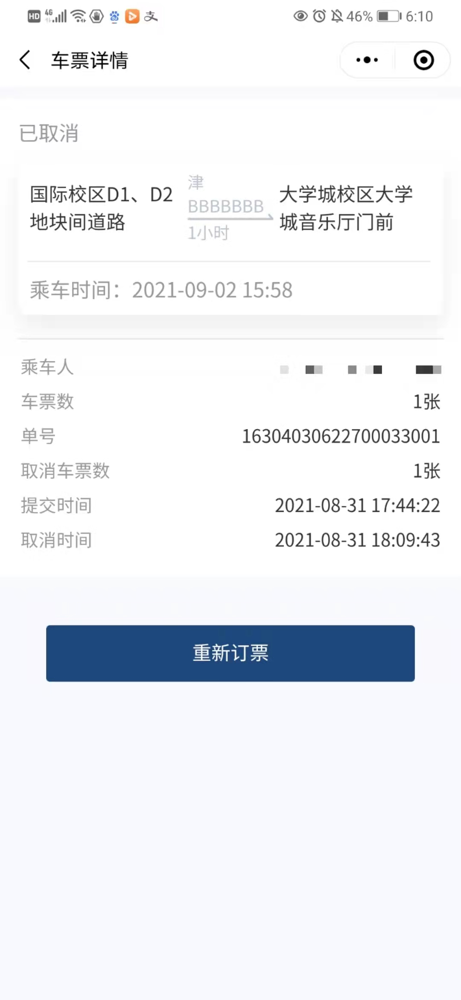 HD 4G 46% 6:10
车票详情
已取消
国际校区D1、D2
地块间道路
津
BBBBBBB
1小时
大学城校区大学
城音乐厅门前
乘车时间：2021-09-02 15:58
乘车人
车票数 1张
单号 16304030622700033001
取消车票数 1张
提交时间 2021-08-31 17:44:22
取消时间 2021-08-31 18:09:43
重新订票